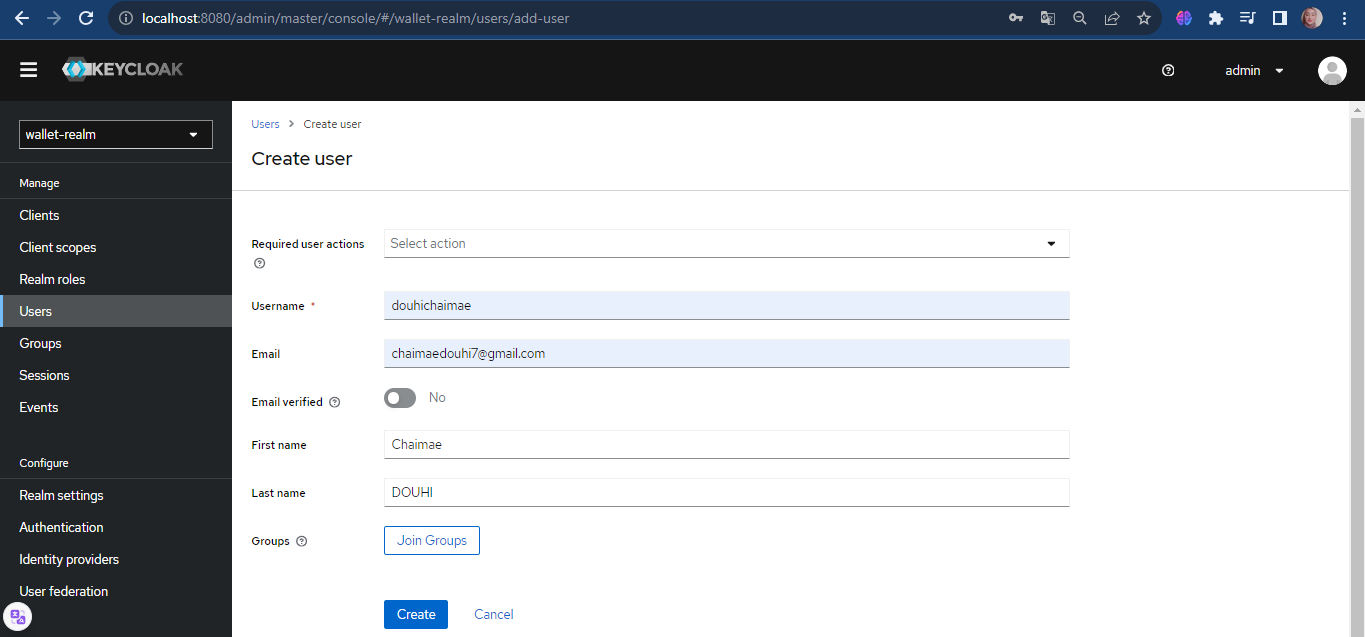 localhost:8080/admin/master/console/#/wallet-realm/users/add-user
KEYCLOAK
admin
wallet-realm
Manage
Clients
Client scopes
Realm roles
Users
Groups
Sessions
Events
Configure
Realm settings
Authentication
Identity providers
User federation
Users > Create user
Create user
Required user actions
Select action
Username *
douhichaimae
Email
chaimaedouhi7@gmail.com
Email verified
No
First name
Chaimae
Last name
DOUHI
Groups
Join Groups
Create
Cancel